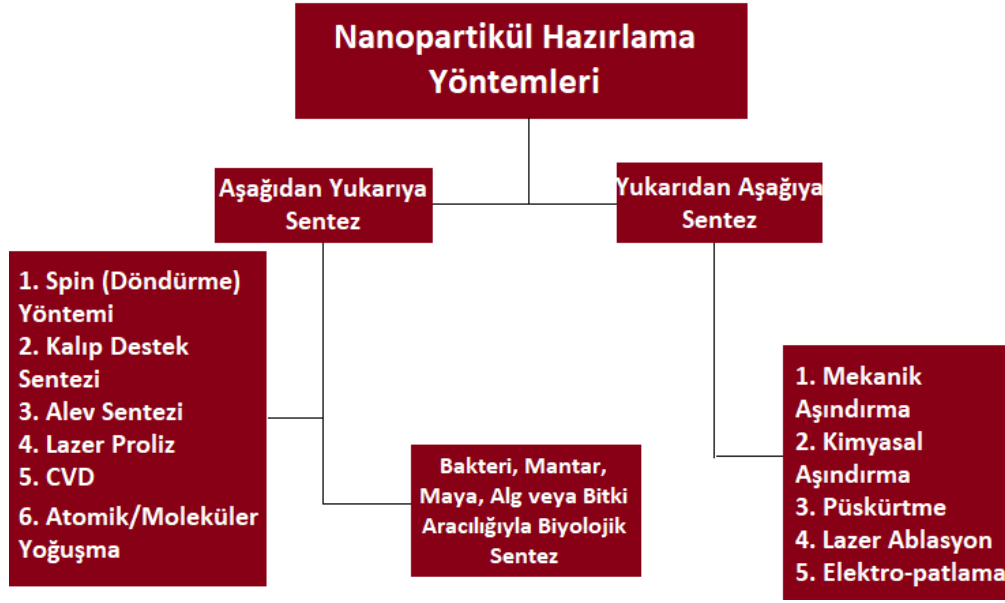 Nanopartikül Hazırlama
Yöntemleri
Aşağıdan Yukarıya
Sentez
Yukarıdan Aşağıya
Sentez
1. Spin (Döndürme)
Yöntemi
2. Kalıp Destek
Sentezi
3. Alev Sentezi
4. Lazer Proliz
5. CVD
6. Atomik/Moleküler
Yoğuşma
Bakteri, Mantar,
Maya, Alg veya Bitki
Aracılığıyla Biyolojik
Sentez
1. Mekanik
Aşındırma
2. Kimyasal
Aşındırma
3. Püskürtme
4. Lazer Ablasyon
5. Elektro-patlama